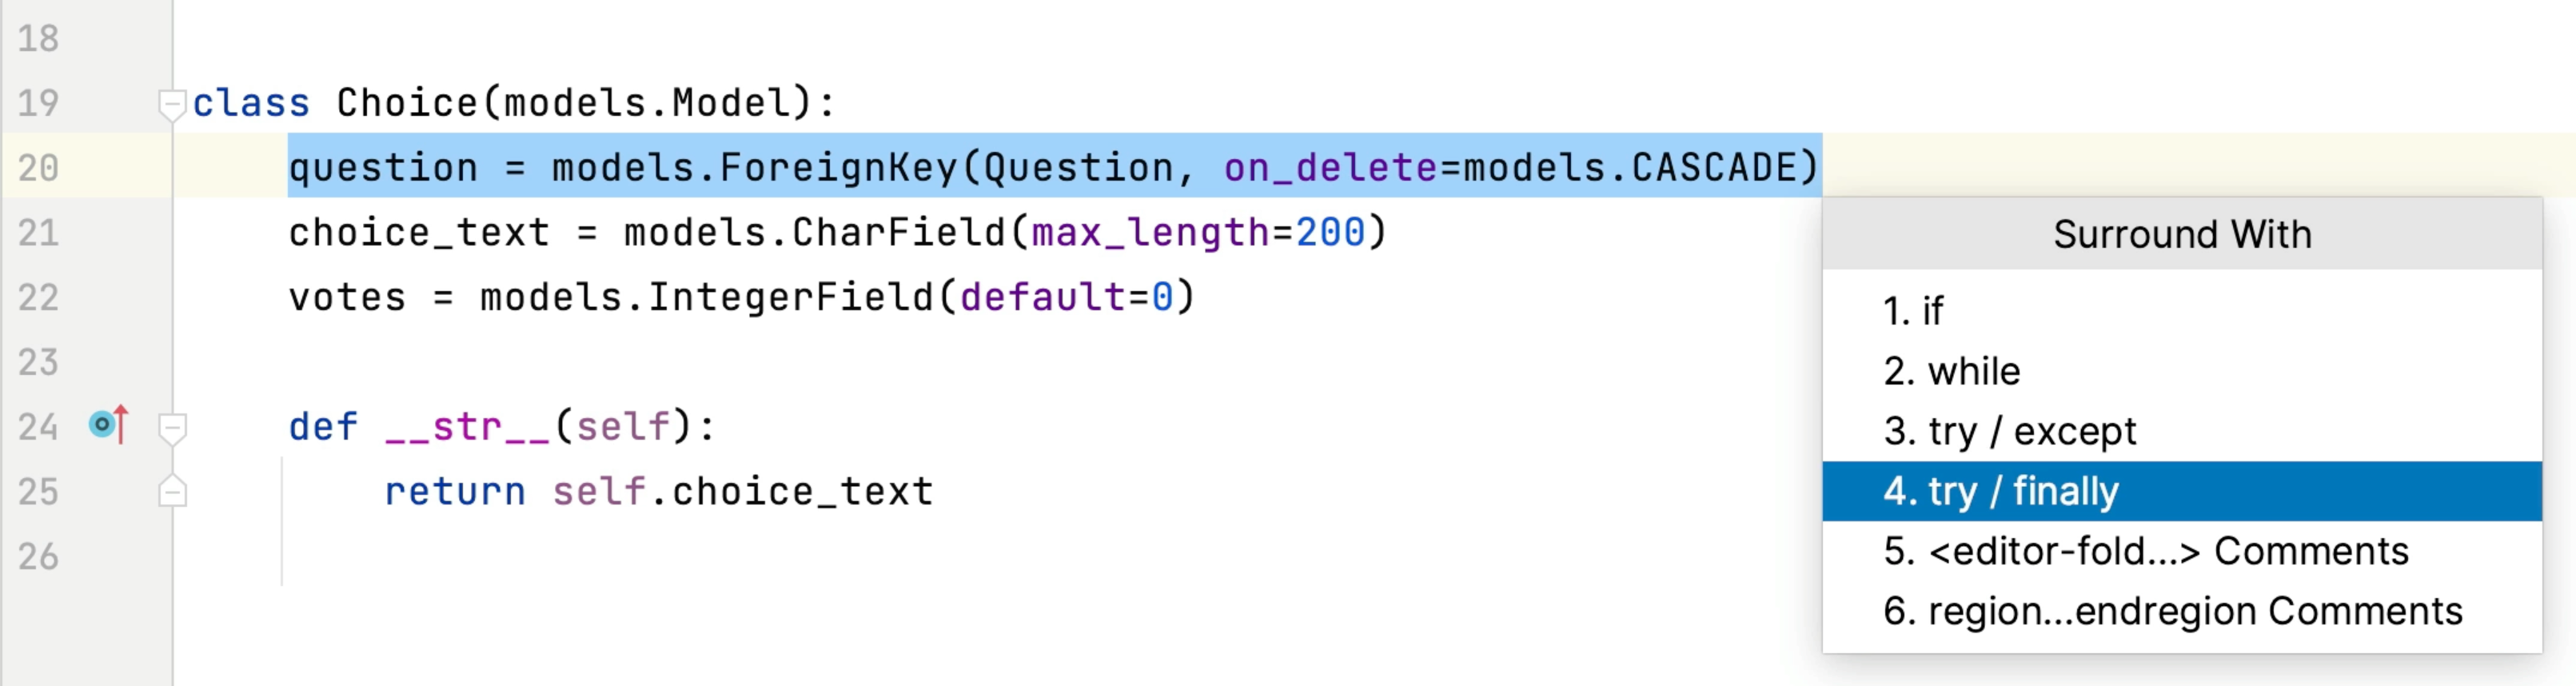 18
19 class Choice(models.Model):
20 question = models.ForeignKey(Question, on_delete=models.CASCADE)
21 choice_text = models.CharField(max_length=200)
22 votes = models.IntegerField(default=0)
23
24 def __str__(self):
25 return self.choice_text
26
Surround With
1. if
2. while
3. try / except
4. try / finally
5. <editor-fold...> Comments
6. region...endregion Comments